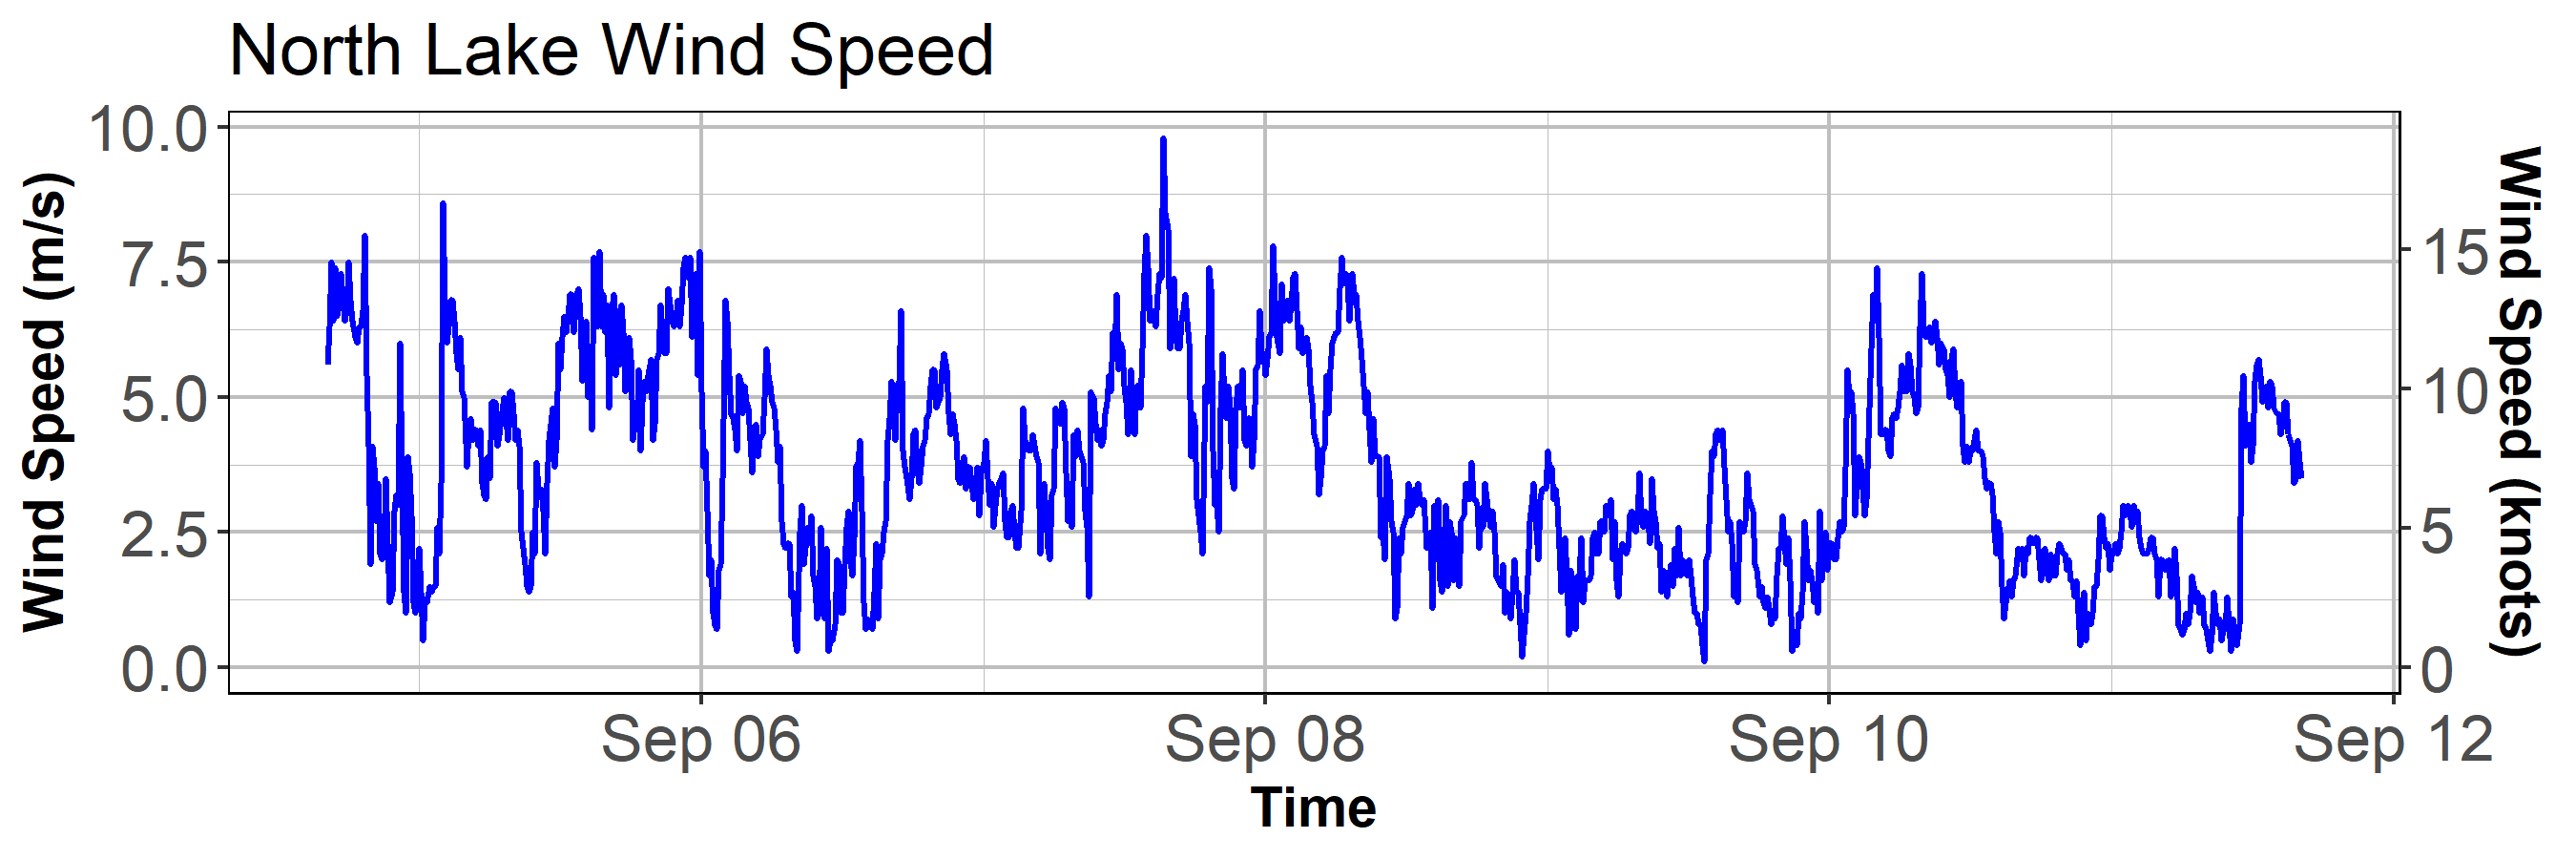 North Lake Wind Speed
Wind Speed (m/s)
10.0
7.5
5.0
2.5
0.0
Wind Speed (knots)
15
10
5
0
Sep 06
Sep 08
Sep 10
Sep 12
Time